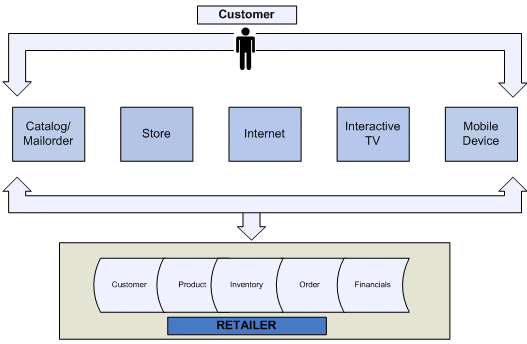 Customer
Catalog/
Mailorder
Store
Internet
Interactive
TV
Mobile
Device
Customer
Product
Inventory
Order
Financials
RETAILER